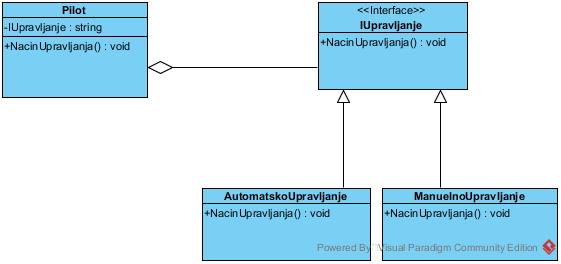 Pilot
-IUpravljanje : string
+NacinUpravljanja() : void
<<Interface>>
IUpravljanje
+NacinUpravljanja() : void
AutomatskoUpravljanje
+NacinUpravljanja() : void
ManuelnoUpravljanje
+NacinUpravljanja() : void
Powered By Visual Paradigm Community Edition